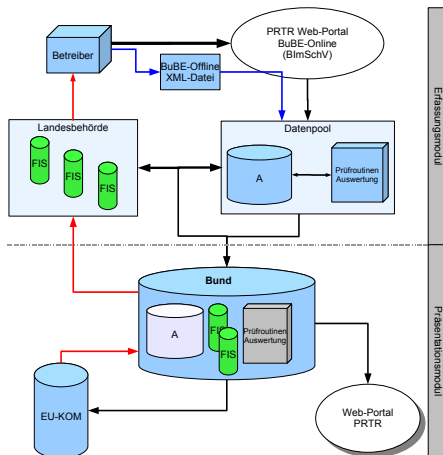 Betreiber
PRTR Web-Portal
BuBE-Online
(BImSchV)
BuBE-Offline
XML-Datei
Landesbehörde
FIS
FIS
FIS
Datenpool
A
Prüfroutinen
Auswertung
Erfassungsmodul
Bund
A
FIS
FIS
Prüfroutinen
Auswertung
EU-KOM
Web-Portal
PRTR
Präsentationsmodul